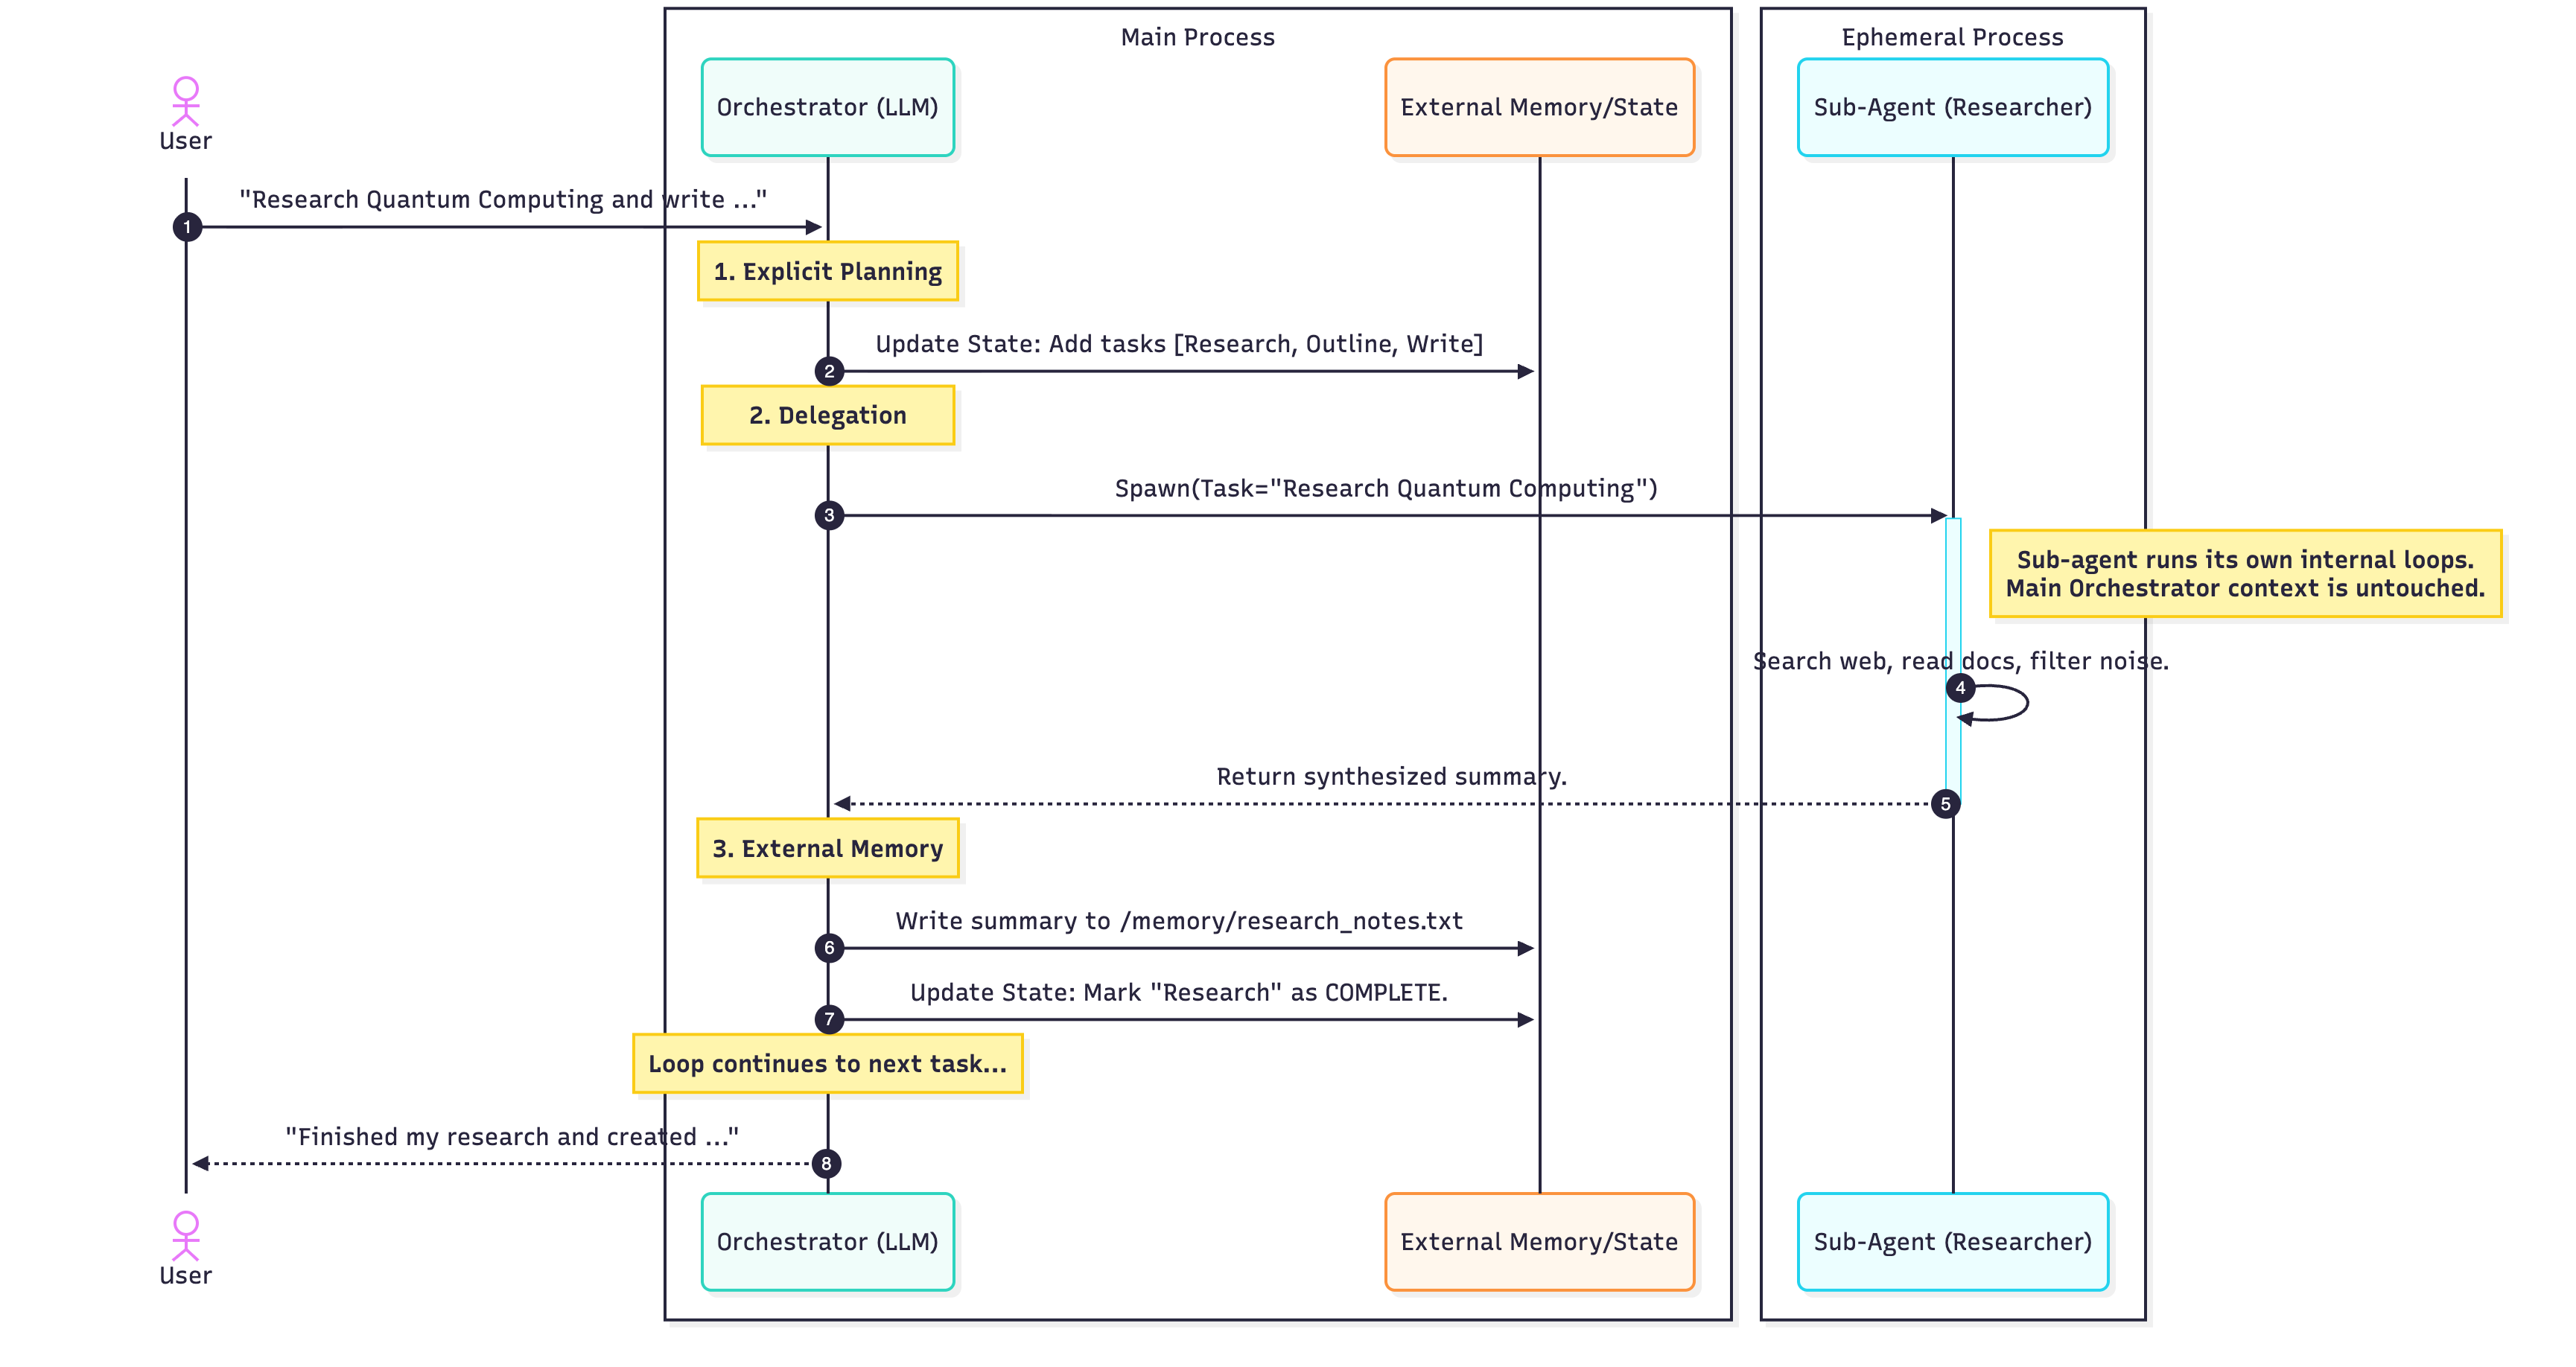 Main Process
Ephemeral Process
User
Orchestrator (LLM)
External Memory/State
Sub-Agent (Researcher)
"Research Quantum Computing and write ..."
1
1. Explicit Planning
Update State: Add tasks [Research, Outline, Write]
2
2. Delegation
Spawn(Task="Research Quantum Computing")
3
Sub-agent runs its own internal loops.
Main Orchestrator context is untouched.
Search web, read docs, filter noise.
4
Return synthesized summary.
5
3. External Memory
Write summary to /memory/research_notes.txt
6
Update State: Mark "Research" as COMPLETE.
7
Loop continues to next task...
"Finished my research and created ..."
8
User
Orchestrator (LLM)
External Memory/State
Sub-Agent (Researcher)